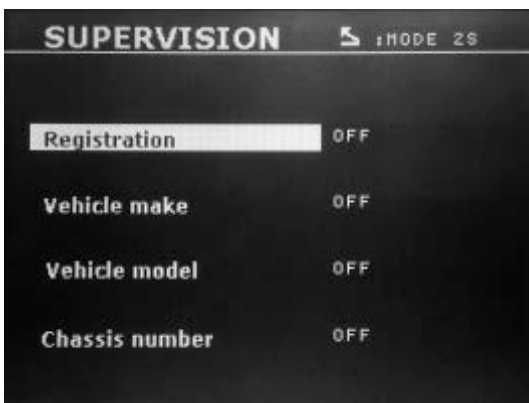 SUPERVISION :MODE 2S
Registration OFF
Vehicle make OFF
Vehicle model OFF
Chassis number OFF